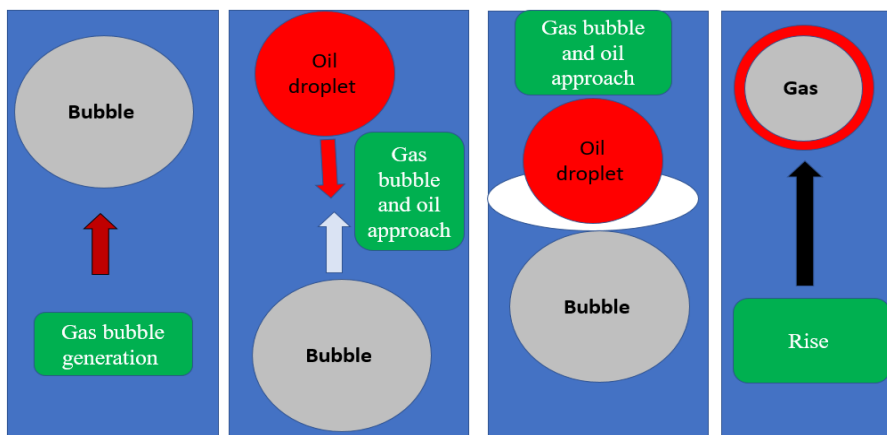 Bubble
Gas bubble
generation
Oil
droplet
Gas
bubble
and oil
approach
Bubble
Gas bubble
and oil
approach
Oil
droplet
Bubble
Gas
Rise